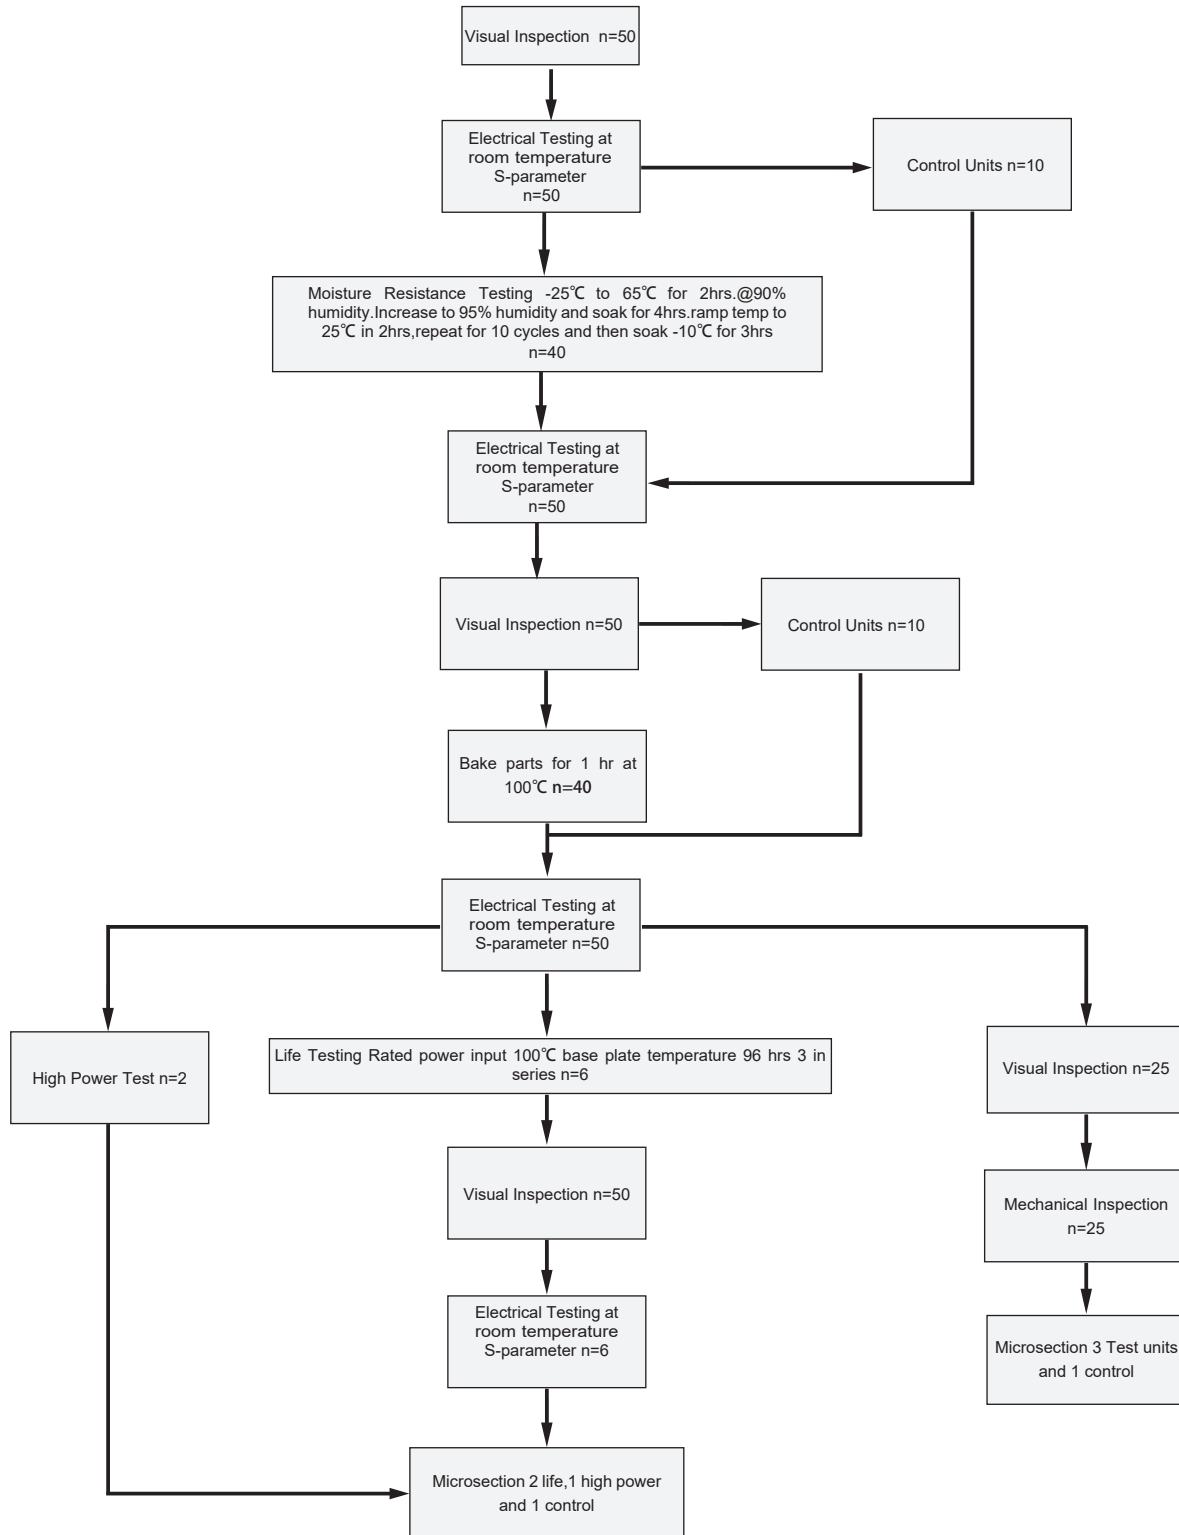 Visual Inspection n=50
Electrical Testing at
room temperature
S-parameter
n=50
Control Units n=10
Moisture Resistance Testing -25℃ to 65℃ for 2hrs.@90%
humidity.Increase to 95% humidity and soak for 4hrs.ramp temp to
25℃ in 2hrs,repeat for 10 cycles and then soak -10℃ for 3hrs
n=40
Electrical Testing at
room temperature
S-parameter
n=50
Visual Inspection n=50
Control Units n=10
Bake parts for 1 hr at
100℃ n=40
Electrical Testing at
room temperature
S-parameter n=50
High Power Test n=2
Life Testing Rated power input 100℃ base plate temperature 96 hrs 3 in
series n=6
Visual Inspection n=25
Visual Inspection n=50
Mechanical Inspection
n=25
Electrical Testing at
room temperature
S-parameter n=6
Microsection 3 Test units
and 1 control
Microsection 2 life,1 high power
and 1 control